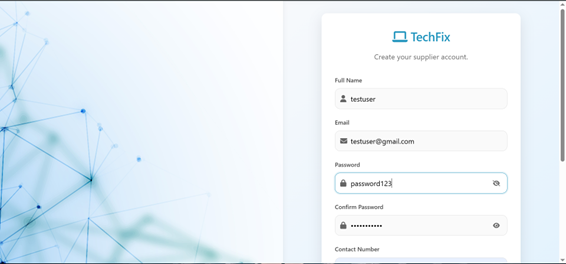 TechFix
Create your supplier account.
Full Name
testuser
Email
testuser@gmail.com
Password
password123
Confirm Password
•••••••••••
Contact Number